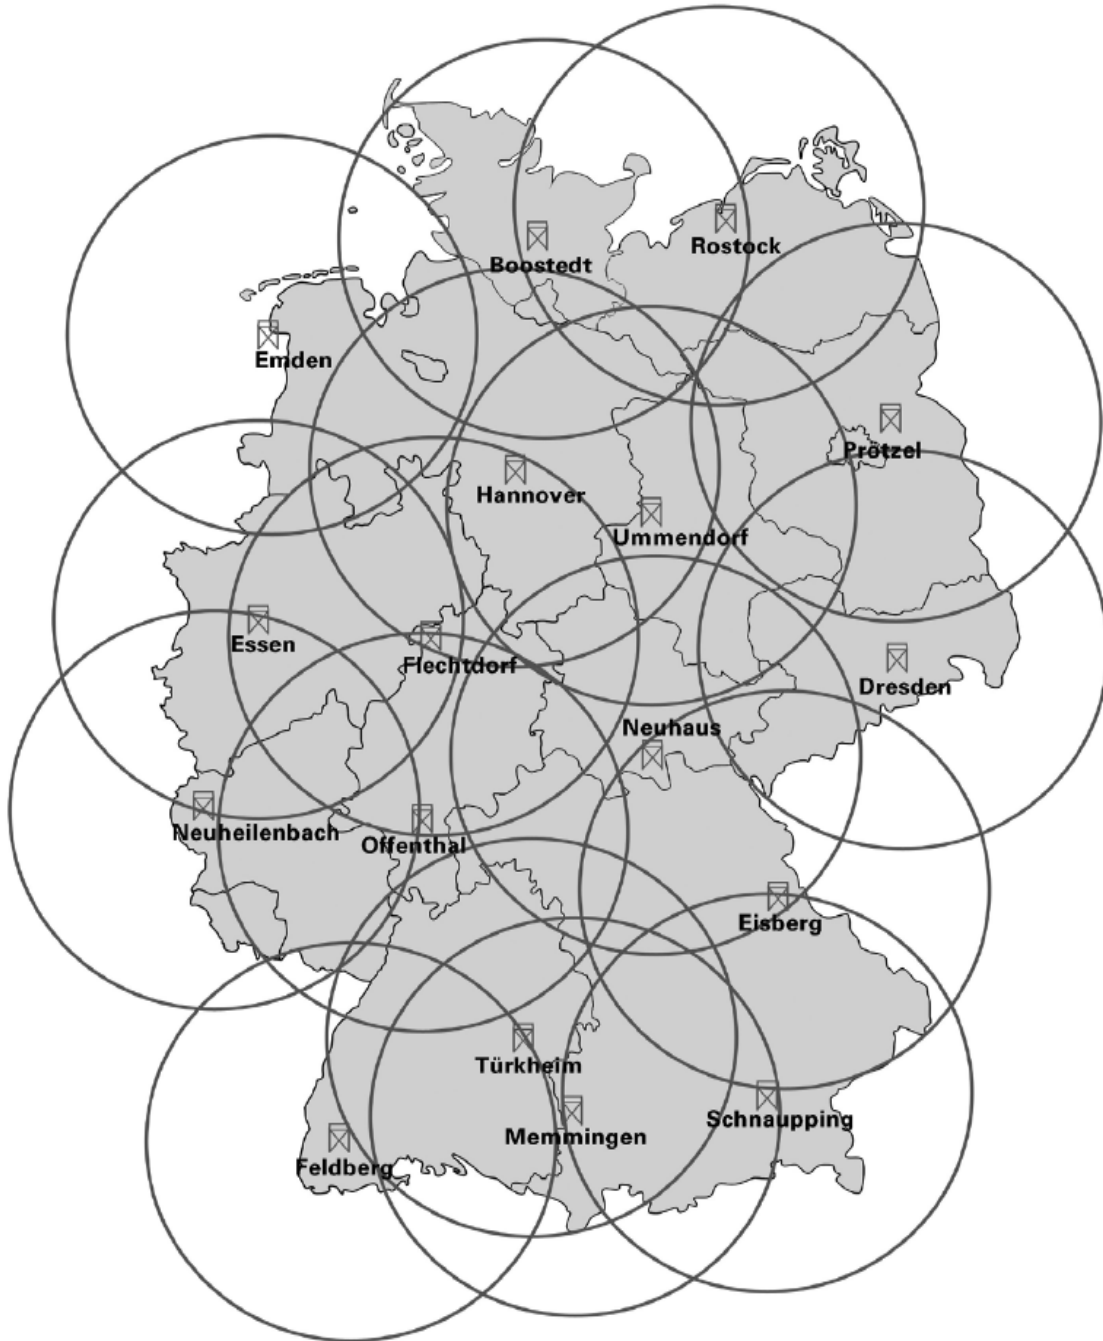 Rostock
Boostedt
Emden
Prötzel
Hannover
Ummendorf
Essen
Flechtdorf
Dresden
Neuhaus
Neuheilenbach
Offenthal
Eisberg
Türkheim
Schnaupping
Memmingen
Feldberg